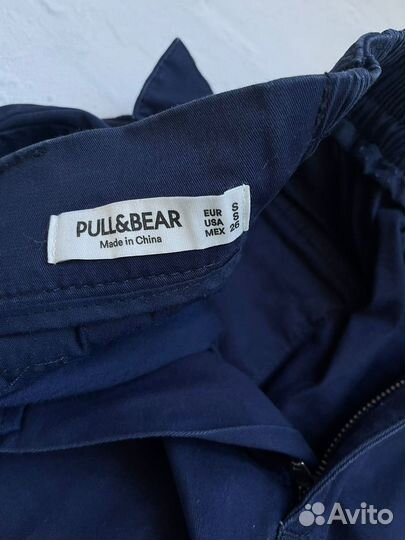 PULL&BEAR
Made in China
EUR S
USA S
MEX 26
Avito